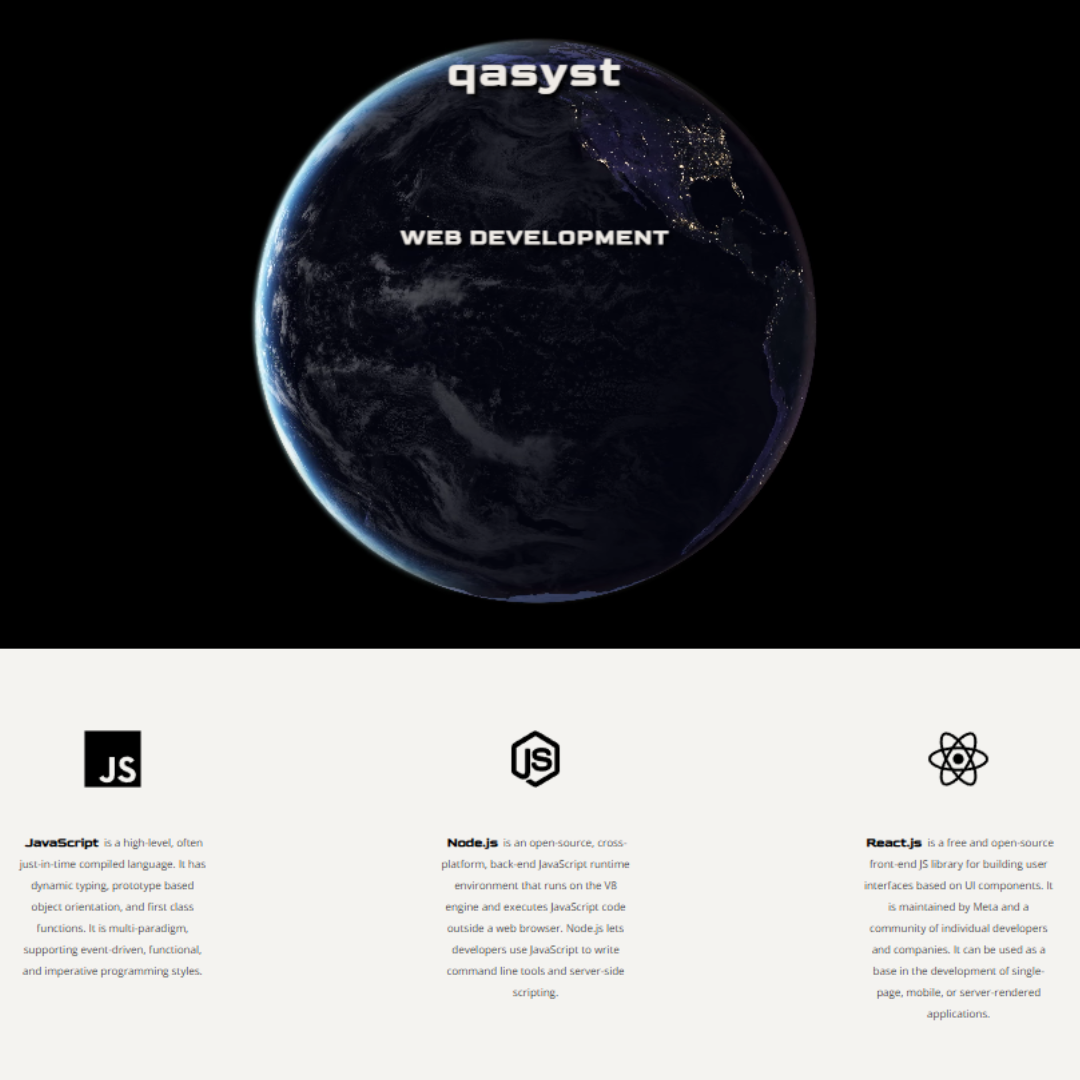 qasyst
WEB DEVELOPMENT
JS
JS
JavaScript is a high-level, often
just-in-time compiled language. It has
dynamic typing, prototype based
object orientation, and first class
functions. It is multi-paradigm,
supporting event-driven, functional,
and imperative programming styles.
Node.js is an open-source, cross-
platform, back-end JavaScript runtime
environment that runs on the V8
engine and executes JavaScript code
outside a web browser. Node.js lets
developers use JavaScript to write
command line tools and server-side
scripting.
React.js is a free and open-source
front-end JS library for building user
interfaces based on UI components. It
is maintained by Meta and a
community of individual developers
and companies. It can be used as a
base in the development of single-
page, mobile, or server-rendered
applications.